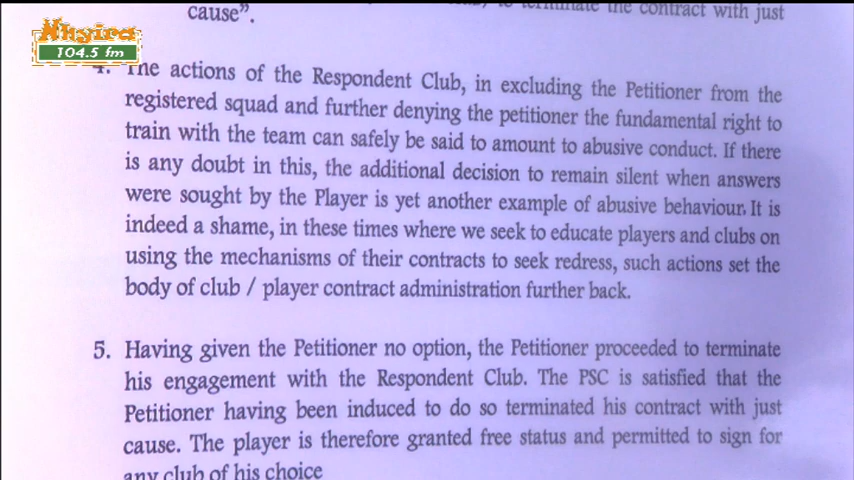 to terminate the contract with just
cause".
Nhyira
104.5 fm
4. The actions of the Respondent Club, in excluding the Petitioner from the
registered squad and further denying the petitioner the fundamental right to
train with the team can safely be said to amount to abusive conduct. If there
is any doubt in this, the additional decision to remain silent when answers
were sought by the Player is yet another example of abusive behaviour. It is
indeed a shame, in these times where we seek to educate players and clubs on
using the mechanisms of their contracts to seek redress, such actions set the
body of club / player contract administration further back.
5. Having given the Petitioner no option, the Petitioner proceeded to terminate
his engagement with the Respondent Club. The PSC is satisfied that the
Petitioner having been induced to do so terminated his contract with just
cause. The player is therefore granted free status and permitted to sign for
any club of his choice